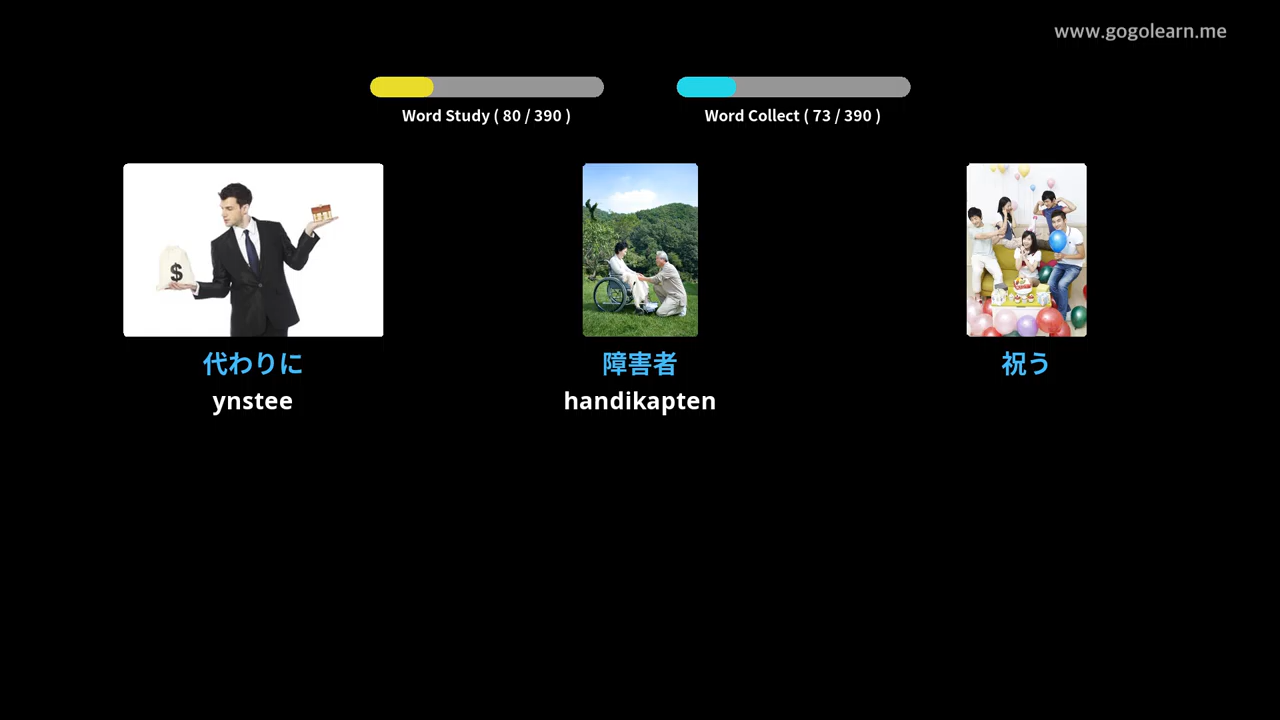 www.gogolearn.me
Word Study ( 80 / 390 )
Word Collect ( 73 / 390 )
$
代わりに
障害者
祝う
ynstee
handikapten